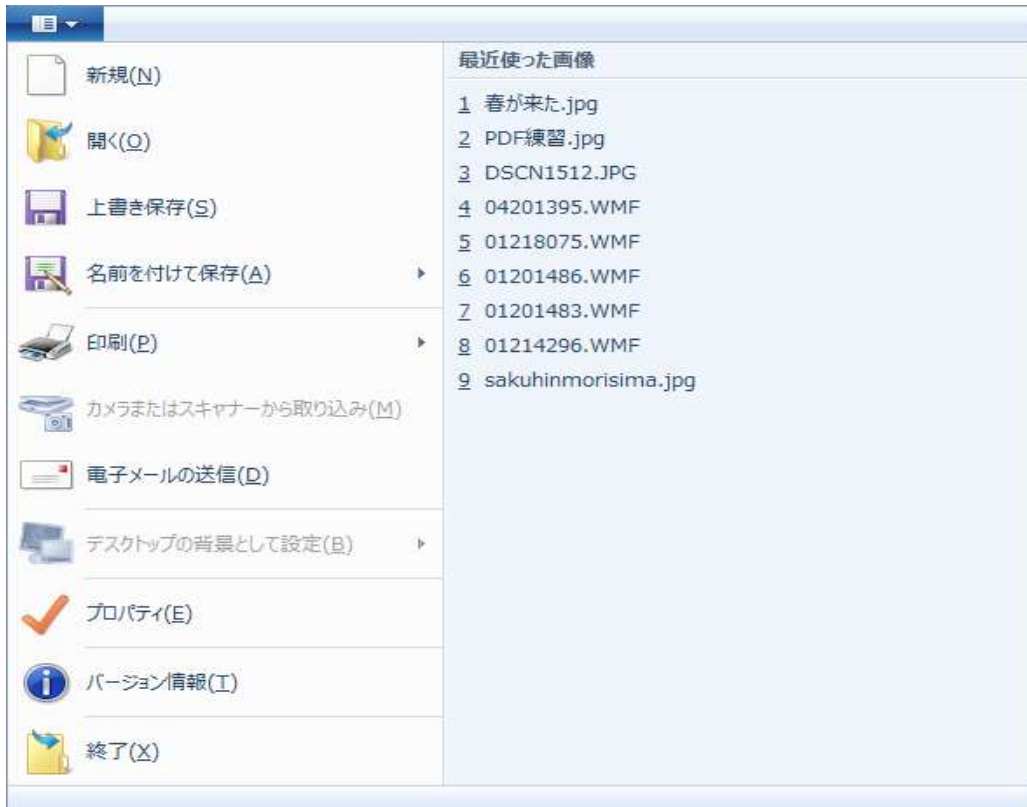 新規(N)
開く(O)
上書き保存(S)
名前を付けて保存(A)
印刷(P)
カメラまたはスキャナーから取り込み(M)
電子メールの送信(D)
デスクトップの背景として設定(B)
プロパティ(E)
バージョン情報(T)
終了(X)
最近使った画像
1 春が来た.jpg
2 PDF練習.jpg
3 DSCN1512.JPG
4 04201395.WMF
5 01218075.WMF
6 01201486.WMF
7 01201483.WMF
8 01214296.WMF
9 sakuhinmorisima.jpg